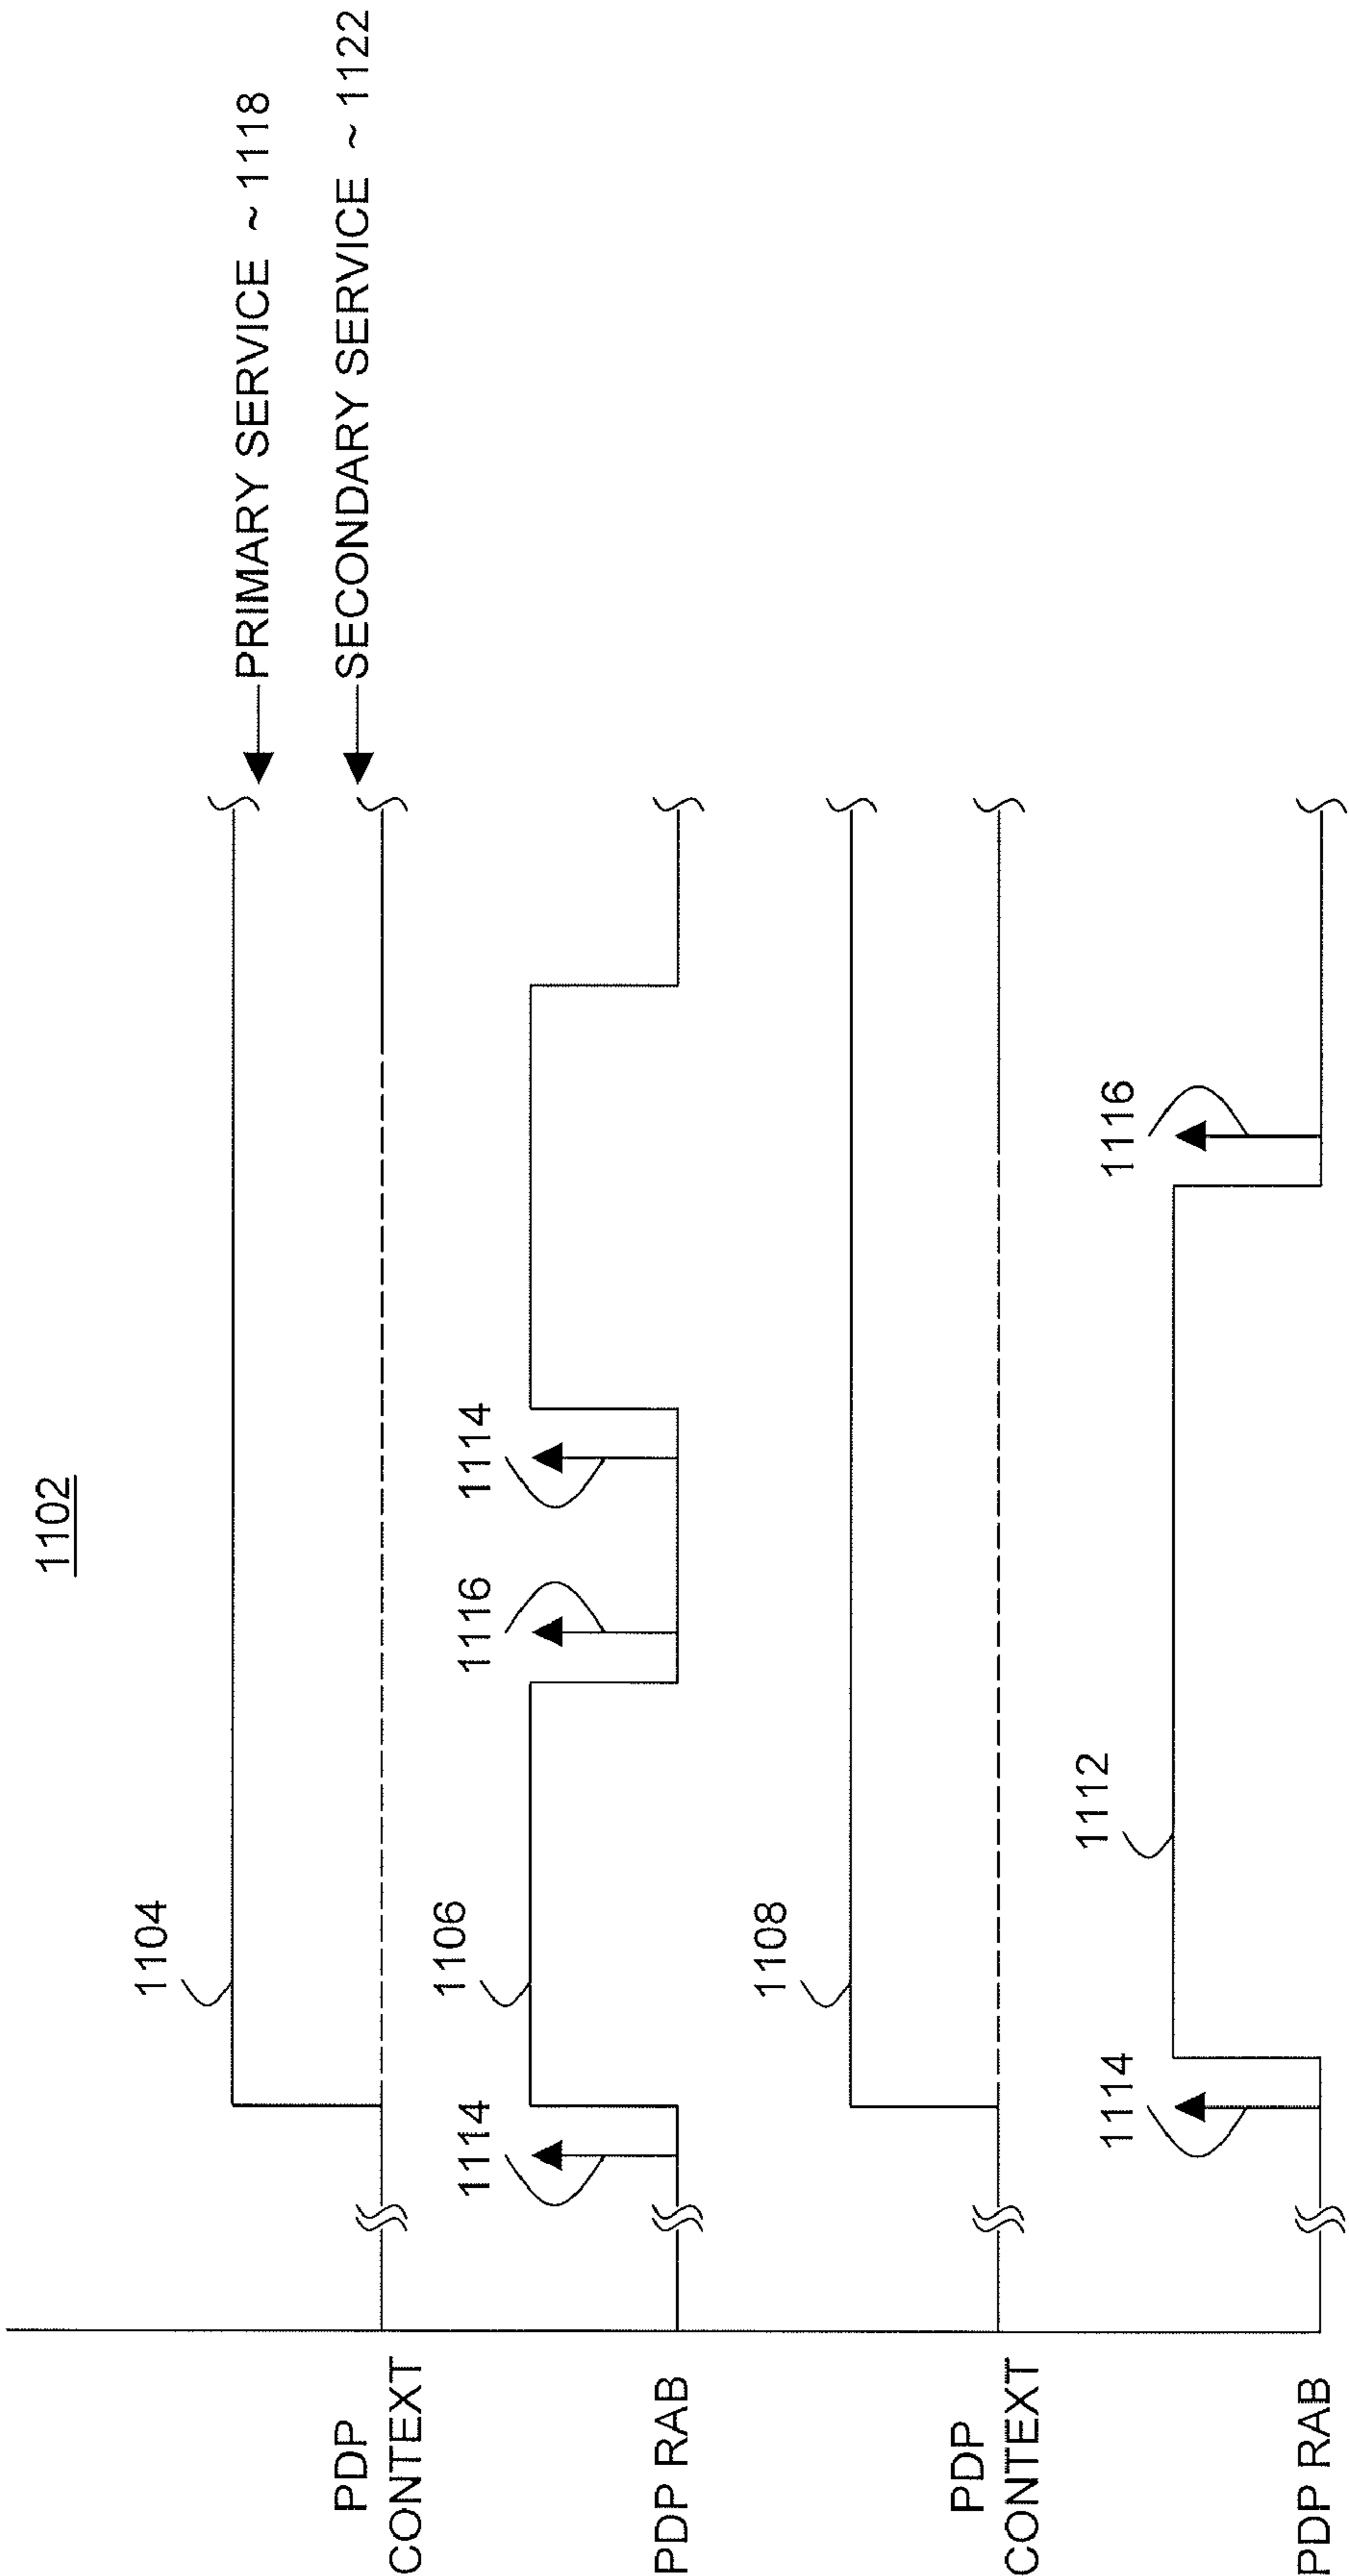 1102
PRIMARY SERVICE ~ 1118
SECONDARY SERVICE ~ 1122
1104
PDP
CONTEXT
1114
1106
1116
1114
PDP RAB
1108
PDP
CONTEXT
1114
1112
1116
PDP RAB